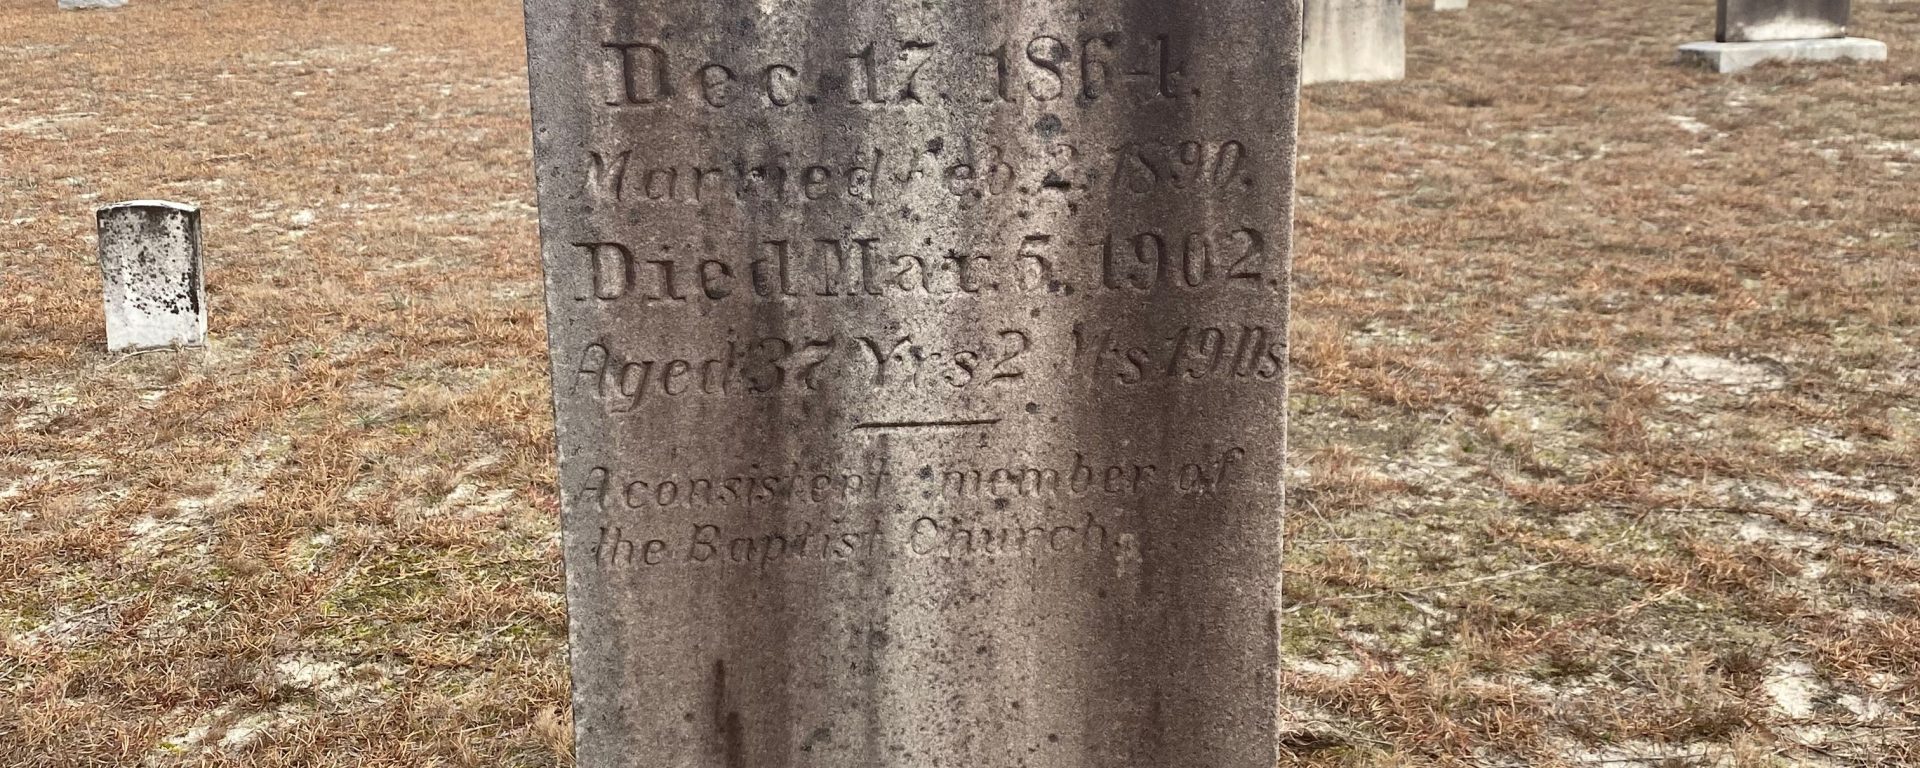 Dec. 17. 1864.
Married Feb. 2. 1890.
Died Mar. 5. 1902.
Aged 37 Yrs 2 Ms 19 Ds
A consistent member of
the Baptist Church.